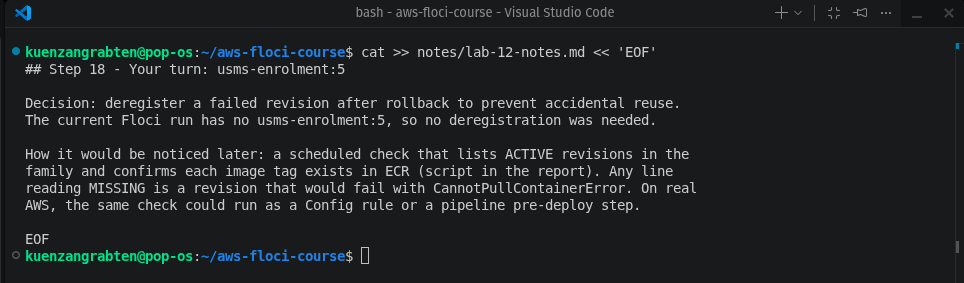 bash - aws-floci-course - Visual Studio Code
kuenzangrabten@pop-os:~/aws-floci-course$ cat >> notes/lab-12-notes.md << 'EOF'
## Step 18 - Your turn: usms-enrolment:5
Decision: deregister a failed revision after rollback to prevent accidental reuse.
The current Floci run has no usms-enrolment:5, so no deregistration was needed.
How it would be noticed later: a scheduled check that lists ACTIVE revisions in the
family and confirms each image tag exists in ECR (script in the report). Any line
reading MISSING is a revision that would fail with CannotPullContainerError. On real
AWS, the same check could run as a Config rule or a pipeline pre-deploy step.
EOF
kuenzangrabten@pop-os:~/aws-floci-course$